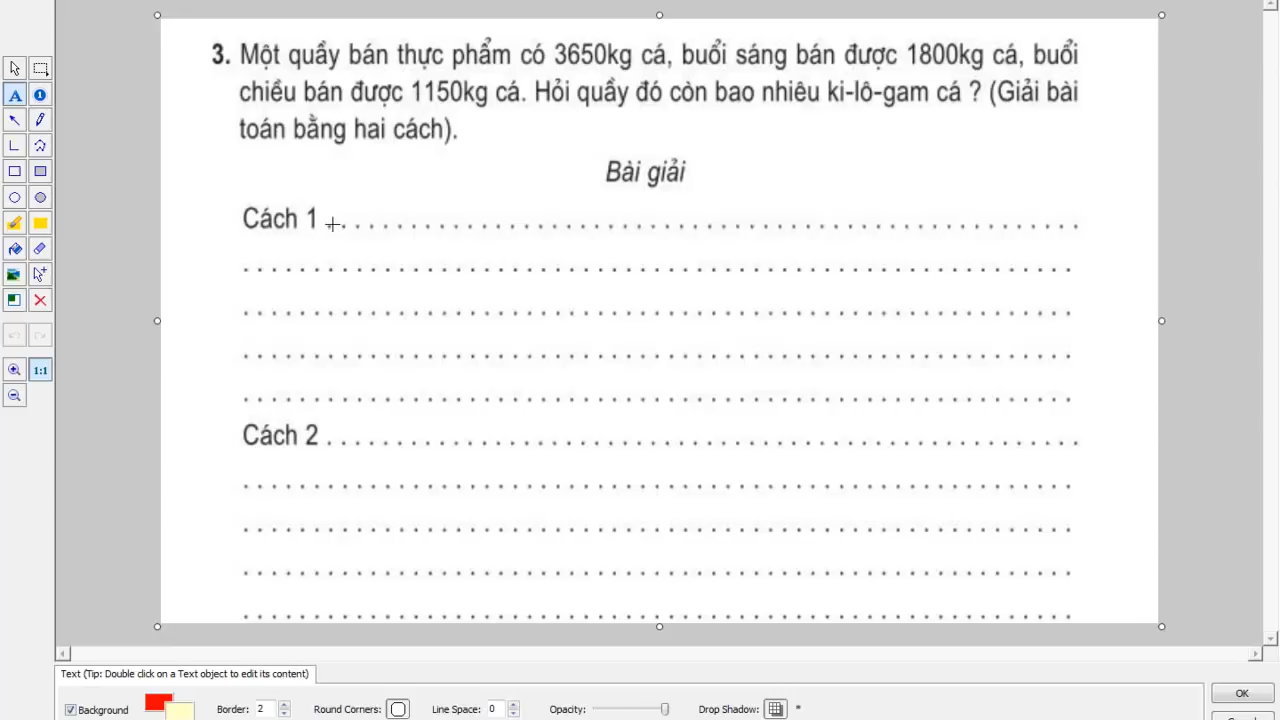 3. Một quầy bán thực phẩm có 3650kg cá, buổi sáng bán được 1800kg cá, buổi
chiều bán được 1150kg cá. Hỏi quầy đó còn bao nhiêu ki-lô-gam cá ? (Giải bài
toán bằng hai cách).
Bài giải
Cách 1 . . . . . . . . . . . . . . . . . . . . . . . . . . . . . . . . . . . . . . . . . . . . . . . . . . . . .
Cách 2 . . . . . . . . . . . . . . . . . . . . . . . . . . . . . . . . . . . . . . . . . . . . . . . . . . . . .
A
1
1:1
Text (Tip: Double click on a Text object to edit its content)
Background Border: 2 Round Corners: Line Space: 0 Opacity: Drop Shadow:
OK